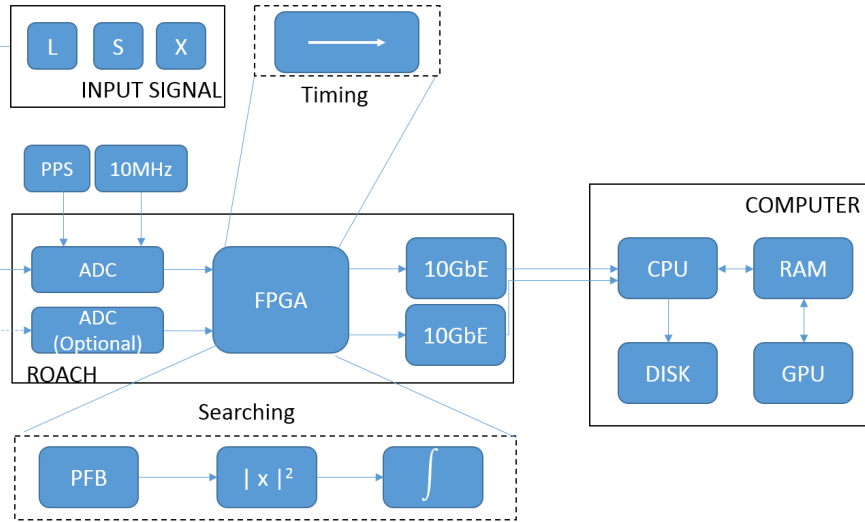 L S X
INPUT SIGNAL
Timing
PPS 10MHz
COMPUTER
ADC
FPGA
10GbE
CPU RAM
ADC
(Optional)
10GbE
ROACH
DISK GPU
Searching
PFB | x |² ∫